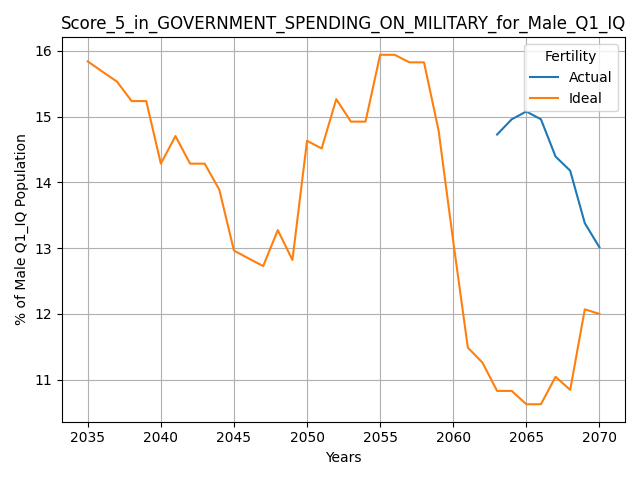 Score_5_in_GOVERNMENT_SPENDING_ON_MILITARY_for_Male_Q1_IQ
% of Male Q1_IQ Population
16
15
14
13
12
11
Fertility
Actual
Ideal
2035 2040 2045 2050 2055 2060 2065 2070
Years